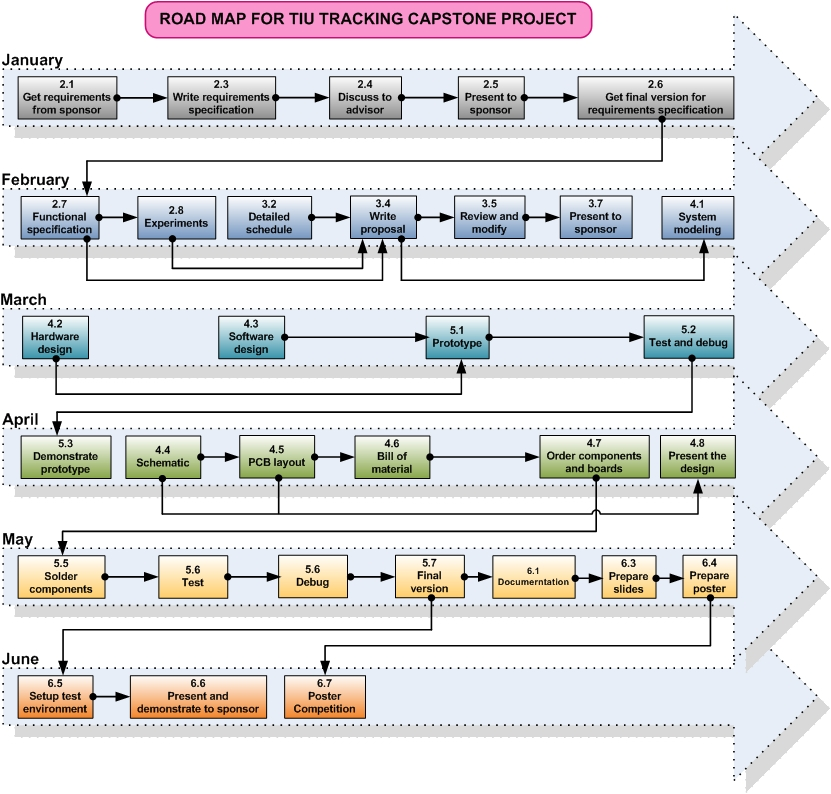 ROAD MAP FOR TIU TRACKING CAPSTONE PROJECT
January
2.1
Get requirements
from sponsor
2.3
Write requirements
specification
2.4
Discuss to
advisor
2.5
Present to
sponsor
2.6
Get final version for
requirements specification
February
2.7
Functional
specification
2.8
Experiments
3.2
Detailed
schedule
3.4
Write
proposal
3.5
Review and
modify
3.7
Present to
sponsor
4.1
System
modeling
March
4.2
Hardware
design
4.3
Software
design
5.1
Prototype
5.2
Test and debug
April
5.3
Demonstrate
prototype
4.4
Schematic
4.5
PCB layout
4.6
Bill of
material
4.7
Order components
and boards
4.8
Present the
design
May
5.5
Solder
components
5.6
Test
5.6
Debug
5.7
Final
version
6.1
Documerntation
6.3
Prepare
slides
6.4
Prepare
poster
June
6.5
Setup test
environment
6.6
Present and
demonstrate to sponsor
6.7
Poster
Competition